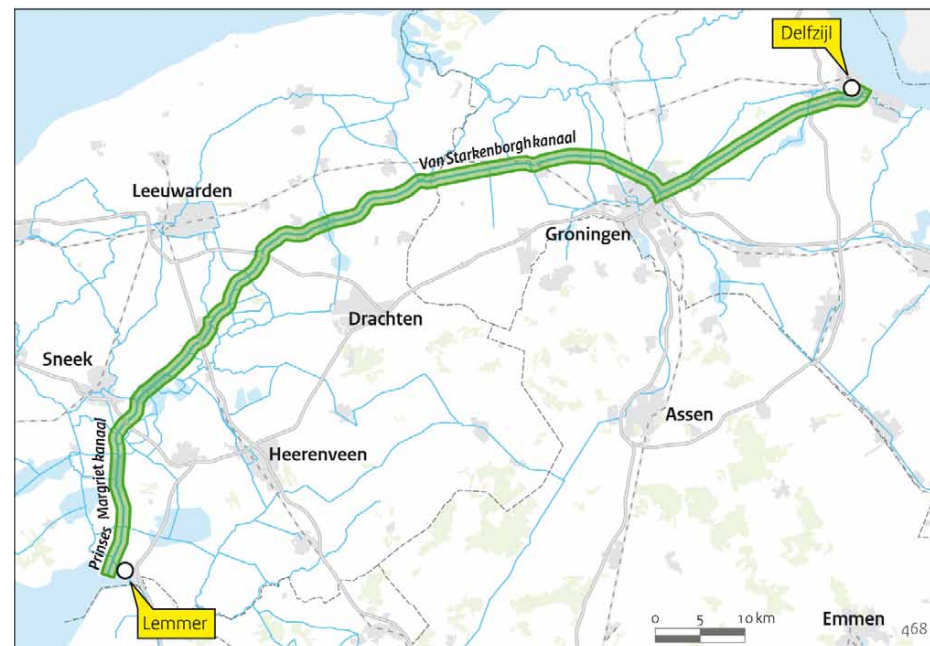 Delfzijl
Van Starkenborghkanaal
Leeuwarden
Groningen
Drachten
Sneek
Assen
Heerenveen
Prinses Margriet kanaal
Lemmer
0 5 10 km
Emmen
468